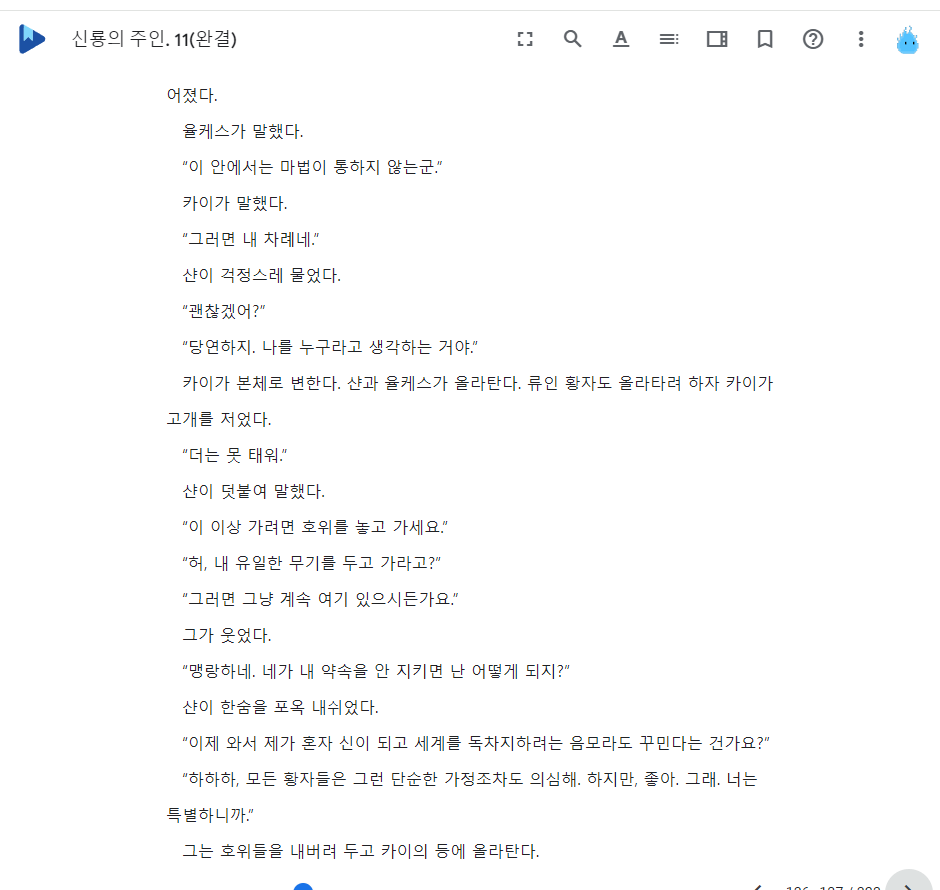 신룡의 주인. 11(완결)
A
어졌다.
율케스가 말했다.
“이 안에서는 마법이 통하지 않는군.”
카이가 말했다.
“그러면 내 차례네.”
샨이 걱정스레 물었다.
“괜찮겠어?”
“당연하지. 나를 누구라고 생각하는 거야.”
카이가 본체로 변한다. 샨과 율케스가 올라탄다. 류인 황자도 올라타려 하자 카이가
고개를 저었다.
“더는 못 태워.”
샨이 덧붙여 말했다.
“이 이상 가려면 호위를 놓고 가세요.”
“허, 내 유일한 무기를 두고 가라고?”
“그러면 그냥 계속 여기 있으시든가요.”
그가 웃었다.
“맹랑하네. 네가 내 약속을 안 지키면 난 어떻게 되지?”
샨이 한숨을 포옥 내쉬었다.
“이제 와서 제가 혼자 신이 되고 세계를 독차지하려는 음모라도 꾸민다는 건가요?”
“하하하, 모든 황자들은 그런 단순한 가정조차도 의심해. 하지만, 좋아. 그래. 너는
특별하니까.”
그는 호위들을 내버려 두고 카이의 등에 올라탄다.